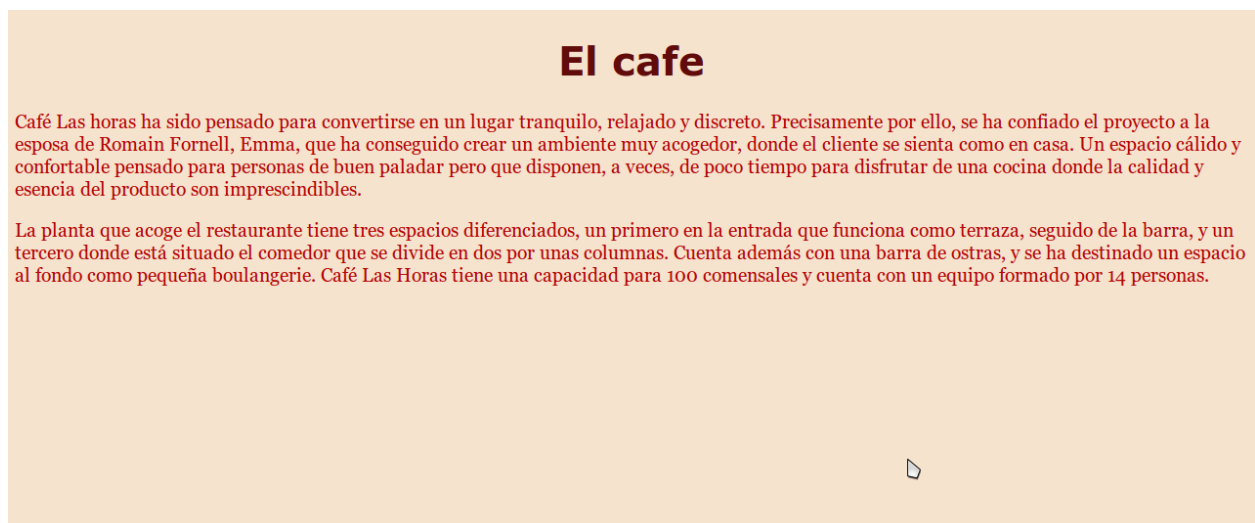 El cafe
Café Las horas ha sido pensado para convertirse en un lugar tranquilo, relajado y discreto. Precisamente por ello, se ha confiado el proyecto a la
esposa de Romain Fornell, Emma, que ha conseguido crear un ambiente muy acogedor, donde el cliente se sienta como en casa. Un espacio cálido y
confortable pensado para personas de buen paladar pero que disponen, a veces, de poco tiempo para disfrutar de una cocina donde la calidad y
esencia del producto son imprescindibles.
La planta que acoge el restaurante tiene tres espacios diferenciados, un primero en la entrada que funciona como terraza, seguido de la barra, y un
tercero donde está situado el comedor que se divide en dos por unas columnas. Cuenta además con una barra de ostras, y se ha destinado un espacio
al fondo como pequeña boulangerie. Café Las Horas tiene una capacidad para 100 comensales y cuenta con un equipo formado por 14 personas.